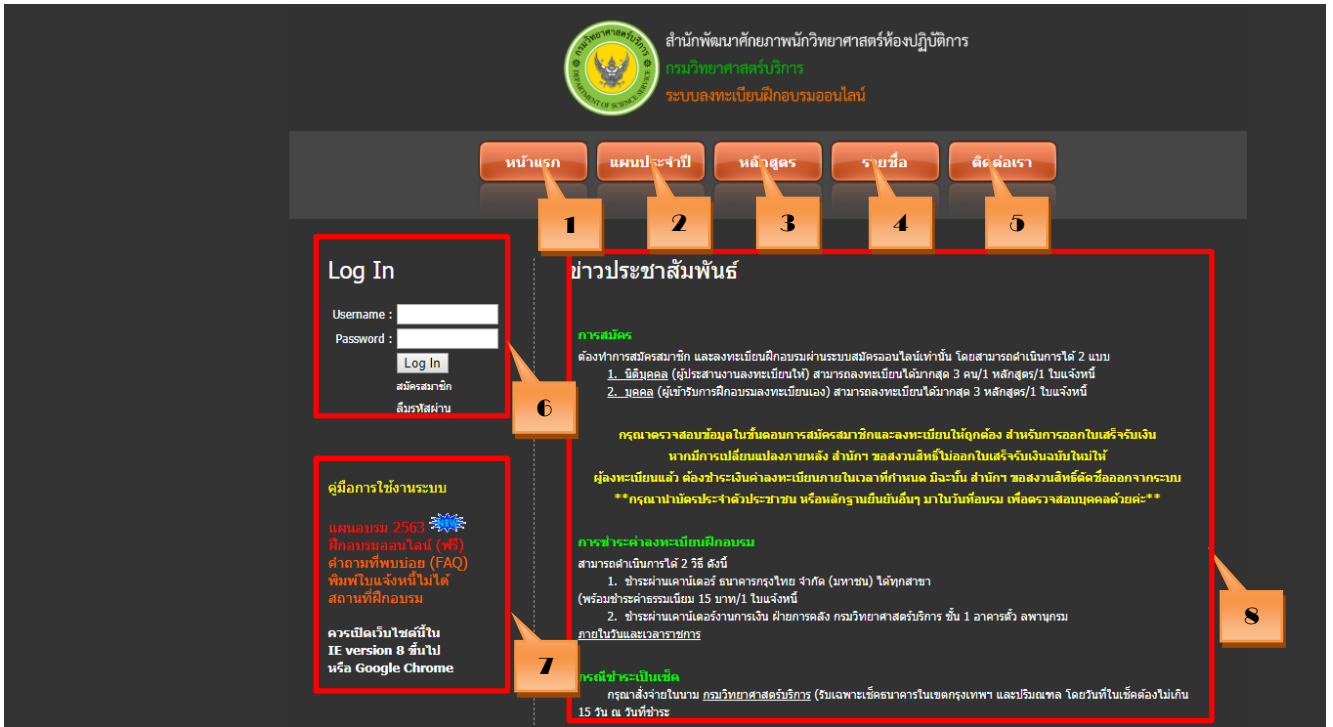 สำนักพัฒนาศักยภาพนักวิทยาศาสตร์ห้องปฏิบัติการ
กรมวิทยาศาสตร์บริการ
ระบบลงทะเบียนฝึกอบรมออนไลน์
กรมวิทยาศาสตร์บริการ
DEPARTMENT OF SCIENCE SERVICE
หน้าแรก
แผนประจำปี
หลักสูตร
รายชื่อ
ติดต่อเรา
1
2
3
4
5
Log In
Username :
Password :
Log In
สมัครสมาชิก
ลืมรหัสผ่าน
6
คู่มือการใช้งานระบบ
แผนอบรม 2563 NEW
ฝึกอบรมออนไลน์ (ฟรี)
คำถามที่พบบ่อย (FAQ)
พิมพ์ใบแจ้งหนี้ไม่ได้
สถานที่ฝึกอบรม
ควรเปิดเว็บไซต์นี้ใน
IE version 8 ขึ้นไป
หรือ Google Chrome
7
ข่าวประชาสัมพันธ์
การสมัคร
ต้องทำการสมัครสมาชิก และลงทะเบียนฝึกอบรมผ่านระบบสมัครออนไลน์เท่านั้น โดยสามารถดำเนินการได้ 2 แบบ
1. นิติบุคคล (ผู้ประสานงานลงทะเบียนให้) สามารถลงทะเบียนได้มากสุด 3 คน/1 หลักสูตร/1 ใบแจ้งหนี้
2. บุคคล (ผู้เข้ารับการฝึกอบรมลงทะเบียนเอง) สามารถลงทะเบียนได้มากสุด 3 หลักสูตร/1 ใบแจ้งหนี้
กรุณาตรวจสอบข้อมูลในขั้นตอนการสมัครสมาชิกและลงทะเบียนให้ถูกต้อง สำหรับการออกใบเสร็จรับเงิน
หากมีการเปลี่ยนแปลงภายหลัง สำนักฯ ขอสงวนสิทธิ์ไม่ออกใบเสร็จรับเงินฉบับใหม่ให้
ผู้ลงทะเบียนแล้ว ต้องชำระเงินค่าลงทะเบียนภายในเวลาที่กำหนด มิฉะนั้น สำนักฯ ขอสงวนสิทธิ์ตัดชื่อออกจากระบบ
**กรุณานำบัตรประจำตัวประชาชน หรือหลักฐานยืนยันอื่นๆ มาในวันที่อบรม เพื่อตรวจสอบบุคคลด้วยค่ะ**
การชำระค่าลงทะเบียนฝึกอบรม
สามารถดำเนินการได้ 2 วิธี ดังนี้
1. ชำระผ่านเคาน์เตอร์ ธนาคารกรุงไทย จำกัด (มหาชน) ได้ทุกสาขา
(พร้อมชำระค่าธรรมเนียม 15 บาท/1 ใบแจ้งหนี้
2. ชำระผ่านเคาน์เตอร์งานการเงิน ฝ่ายการคลัง กรมวิทยาศาสตร์บริการ ชั้น 1 อาคารตั้ว ลพานุกรม
ภายในวันและเวลาราชการ
กรณีชำระเป็นเช็ค
กรุณาสั่งจ่ายในนาม กรมวิทยาศาสตร์บริการ (รับเฉพาะเช็คธนาคารในเขตกรุงเทพฯ และปริมณฑล โดยวันที่ในเช็คต้องไม่เกิน
15 วัน ณ วันที่ชำระ
8